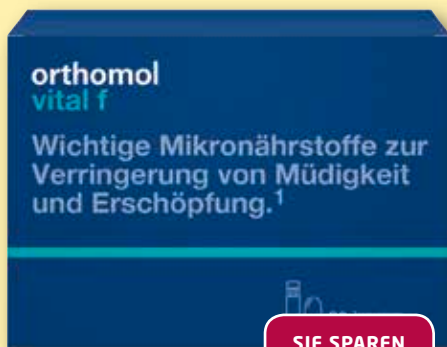 orthomol
vital f
Wichtige Mikronährstoffe zur
Verringerung von Müdigkeit
und Erschöpfung.¹
SIE SPAREN